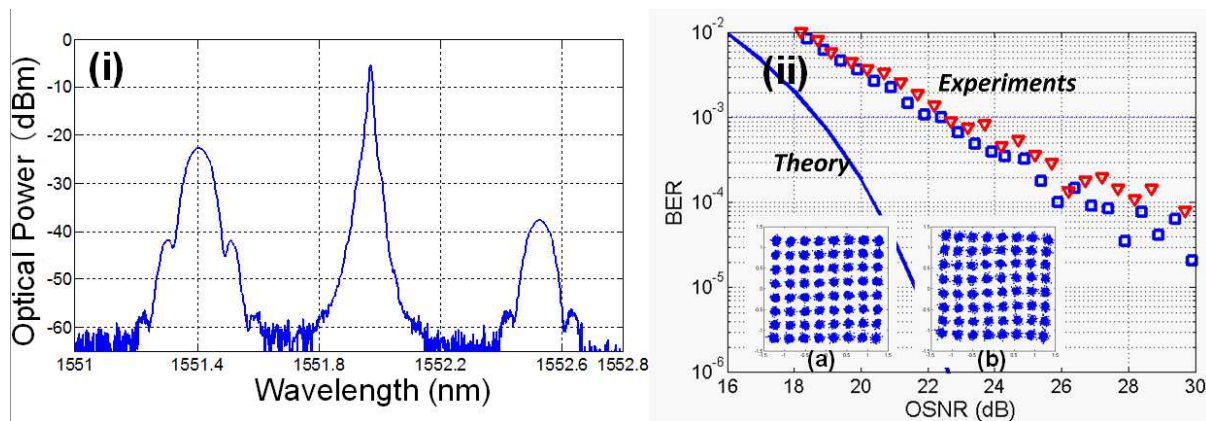 (i)
Optical Power (dBm)
0
-10
-20
-30
-40
-50
-60
1551
1551.4
1551.8
1552.2
1552.6
1552.8
Wavelength (nm)
(ii)
Experiments
Theory
BER
10^-2
10^-3
10^-4
10^-5
10^-6
16
18
20
22
24
26
28
30
OSNR (dB)
(a)
(b)